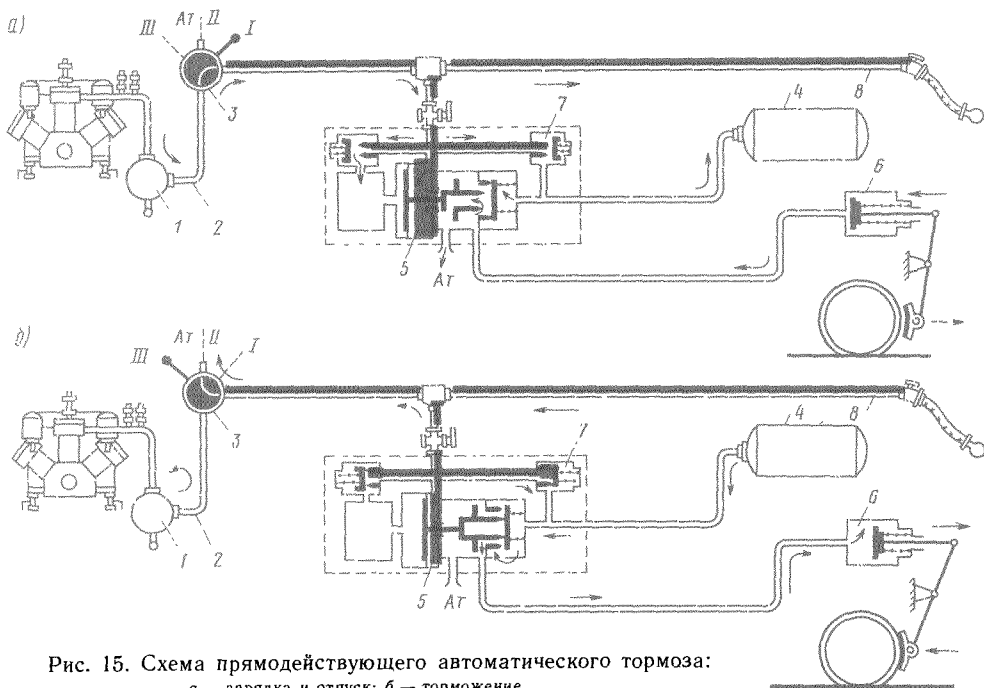 а)
III Ат II I
3
1 2
7
4
8
6
5 Ат
б)
III Ат II I
3
1 2
7
4 8
6
5 Ат
Рис. 15. Схема прямодействующего автоматического тормоза:
а — зарядка и отпуск; б — торможение